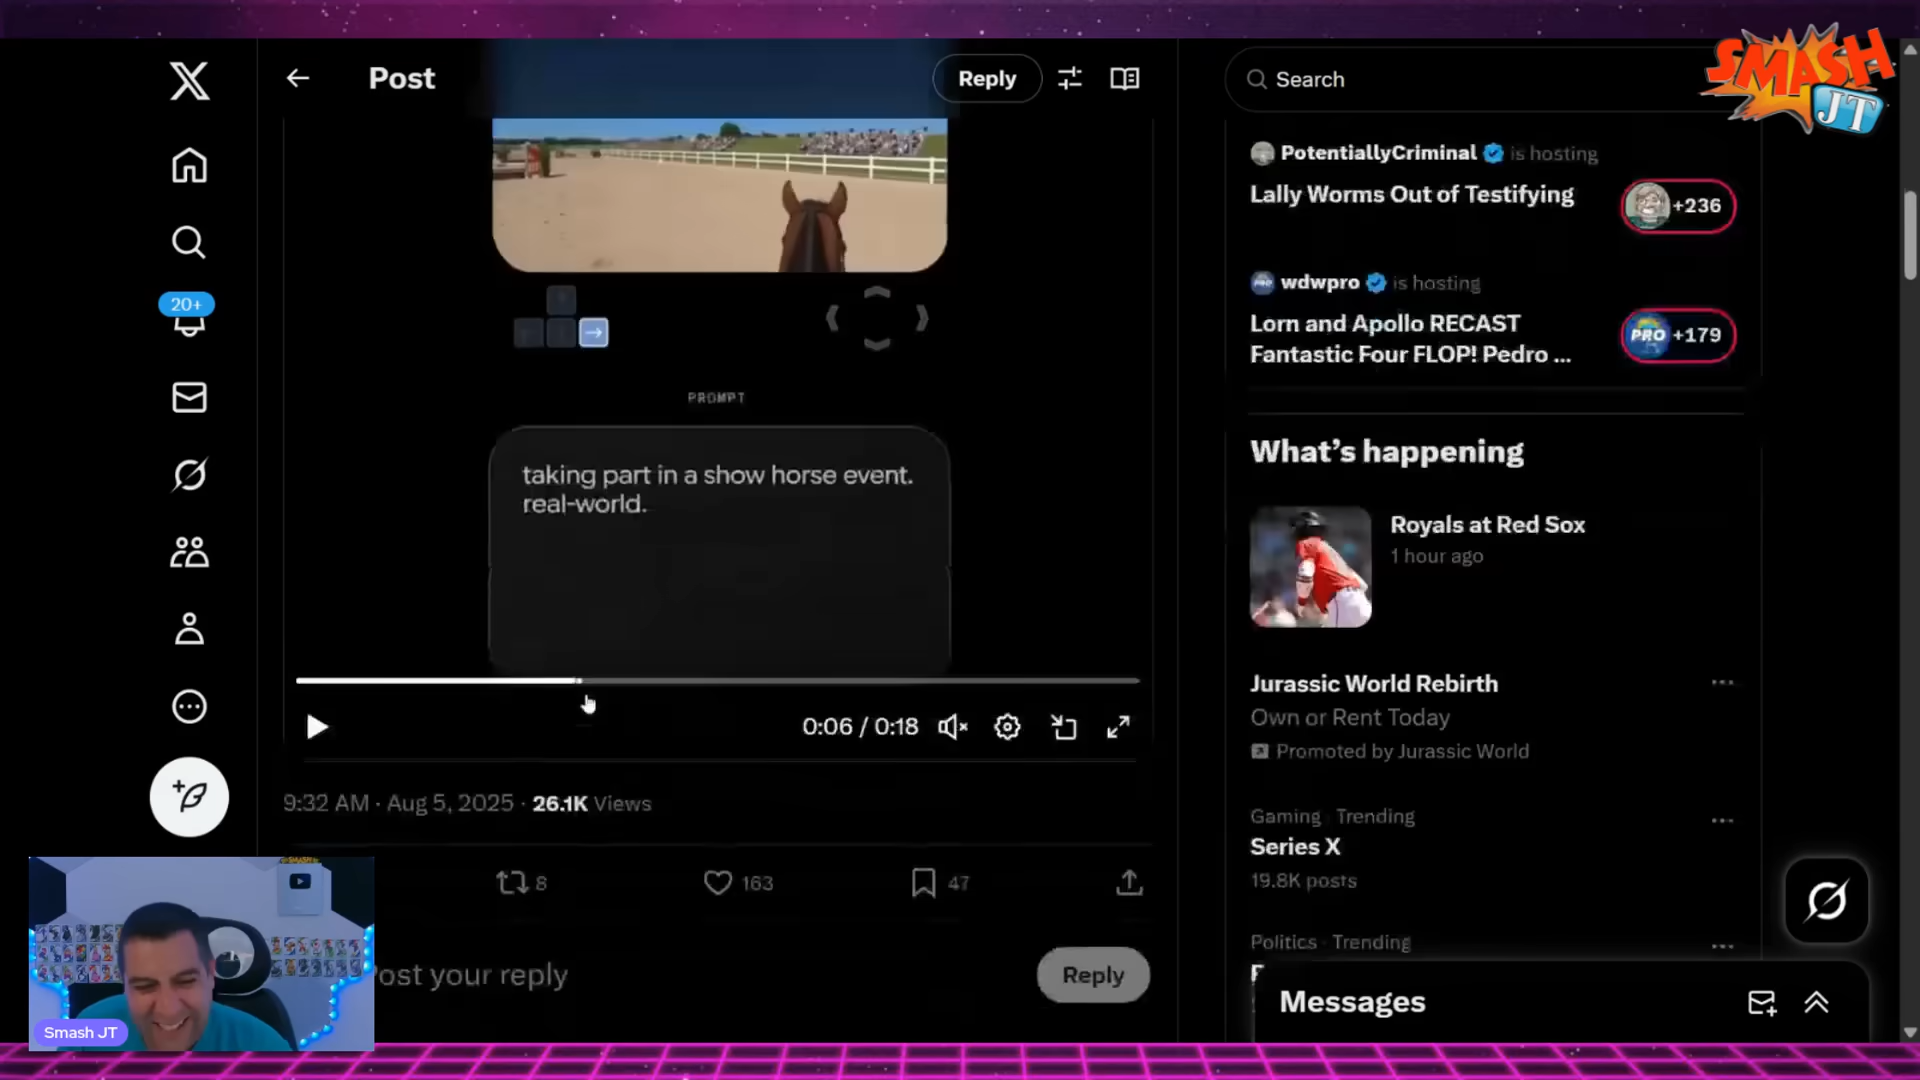 SMASH
JT
Post
Reply
Search
PotentiallyCriminal is hosting
Lally Worms Out of Testifying
+236
wdwpro is hosting
Lorn and Apollo RECAST
Fantastic Four FLOP! Pedro ...
PRO +179
20+
PROMPT
taking part in a show horse event.
real-world.
What's happening
Royals at Red Sox
1 hour ago
Jurassic World Rebirth
Own or Rent Today
Promoted by Jurassic World
0:06 / 0:18
9:32 AM · Aug 5, 2025 · 26.1K Views
Gaming · Trending
Series X
19.8K posts
8
163
47
Politics · Trending
ost your reply
Reply
Messages
Smash JT